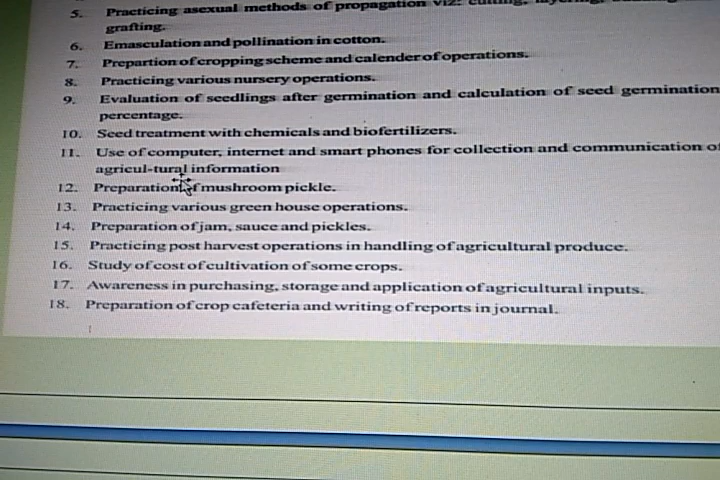 5. Practicing asexual methods of propagation viz: cutting, layering,
grafting.
6. Emasculation and pollination in cotton.
7. Prepartion of cropping scheme and calender of operations.
8. Practicing various nursery operations.
9. Evaluation of seedlings after germination and calculation of seed germination
percentage.
10. Seed treatment with chemicals and biofertilizers.
11. Use of computer, internet and smart phones for collection and communication of
agricul-tural information
12. Preparation of mushroom pickle.
13. Practicing various green house operations.
14. Preparation of jam, sauce and pickles.
15. Practicing post harvest operations in handling of agricultural produce.
16. Study of cost of cultivation of some crops.
17. Awareness in purchasing, storage and application of agricultural inputs.
18. Preparation of crop cafeteria and writing of reports in journal.